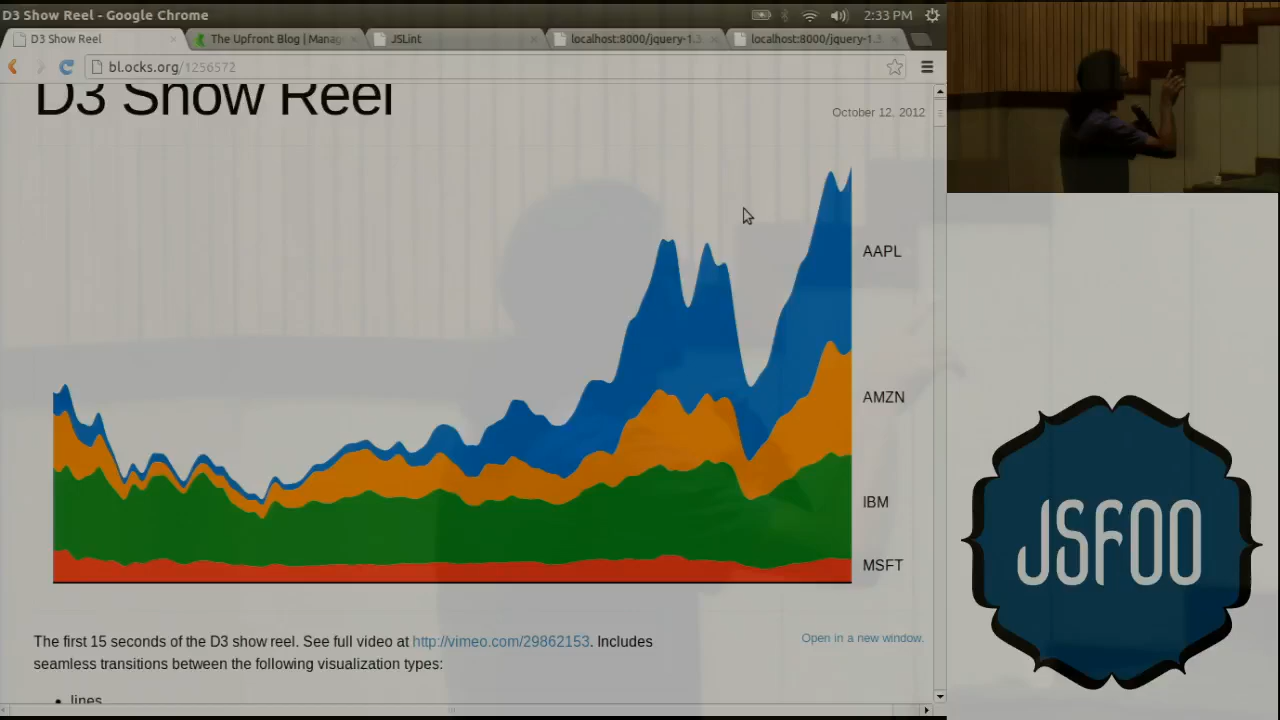 D3 Show Reel - Google Chrome
2:33 PM
D3 Show Reel
The Upfront Blog | Manag
JSLint
localhost:8000/jquery-1.3
localhost:8000/jquery-1.3
bl.ocks.org/1256572
D3 Show Reel
October 12, 2012
AAPL
AMZN
IBM
MSFT
The first 15 seconds of the D3 show reel. See full video at http://vimeo.com/29862153. Includes
seamless transitions between the following visualization types:
Open in a new window.
• lines
JSFOO